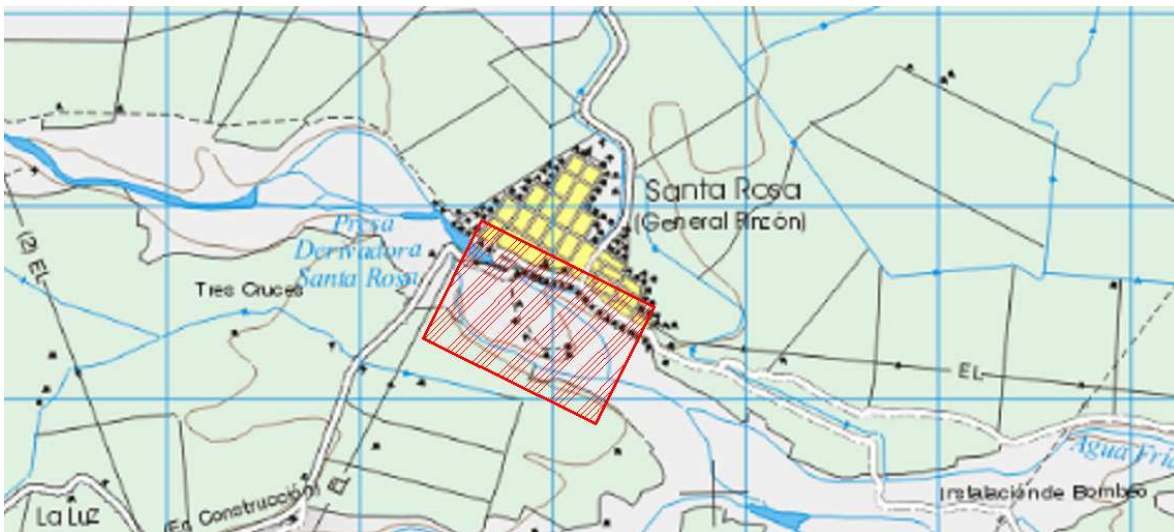 Santa Rosa
(General Rincón)
Presa
Derivadora
Santa Rosa
(2) EL
Tres Cruces
EL
Agua Fría
EL
Instalación de Bombeo
(En Construcción)
La Luz